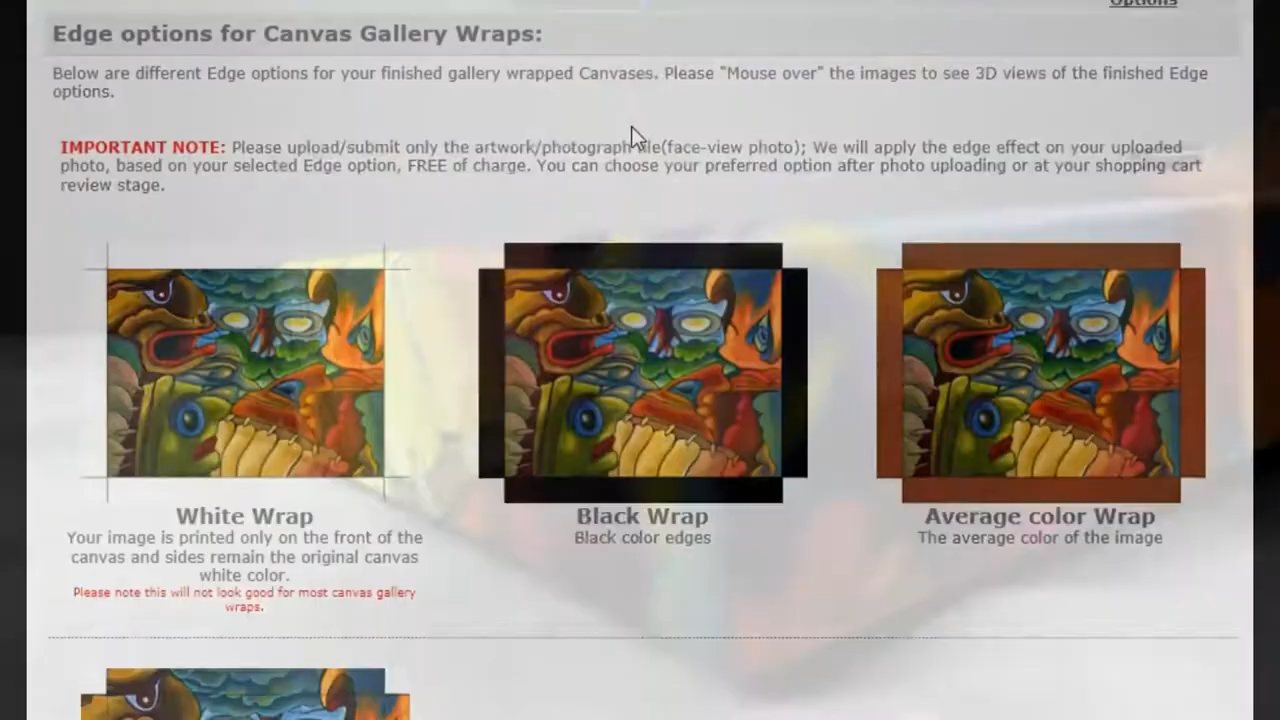 Options
Edge options for Canvas Gallery Wraps:
Below are different Edge options for your finished gallery wrapped Canvases. Please "Mouse over" the images to see 3D views of the finished Edge
options.
IMPORTANT NOTE: Please upload/submit only the artwork/photograph file(face-view photo); We will apply the edge effect on your uploaded
photo, based on your selected Edge option, FREE of charge. You can choose your preferred option after photo uploading or at your shopping cart
review stage.
White Wrap
Your image is printed only on the front of the
canvas and sides remain the original canvas
white color.
Please note this will not look good for most canvas gallery
wraps.
Black Wrap
Black color edges
Average color Wrap
The average color of the image